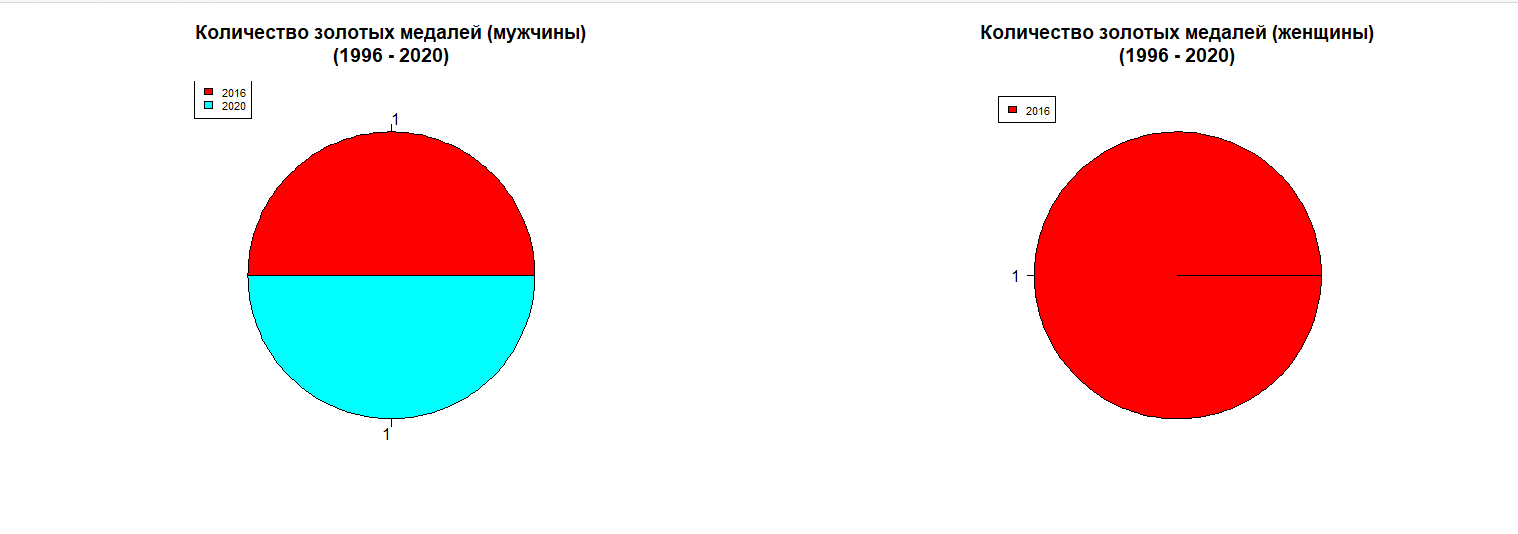 Количество золотых медалей (мужчины)
(1996 - 2020)
2016
2020
1
1
Количество золотых медалей (женщины)
(1996 - 2020)
2016
1